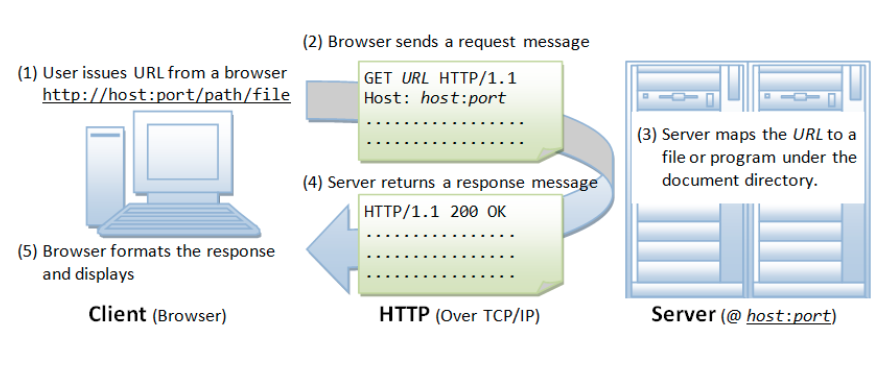 (1) User issues URL from a browser
http://host:port/path/file
(2) Browser sends a request message
GET URL HTTP/1.1
Host: host:port
.................
.................
(3) Server maps the URL to a
file or program under the
document directory.
(4) Server returns a response message
HTTP/1.1 200 OK
................
................
................
(5) Browser formats the response
and displays
Client (Browser)
HTTP (Over TCP/IP)
Server (@ host:port)